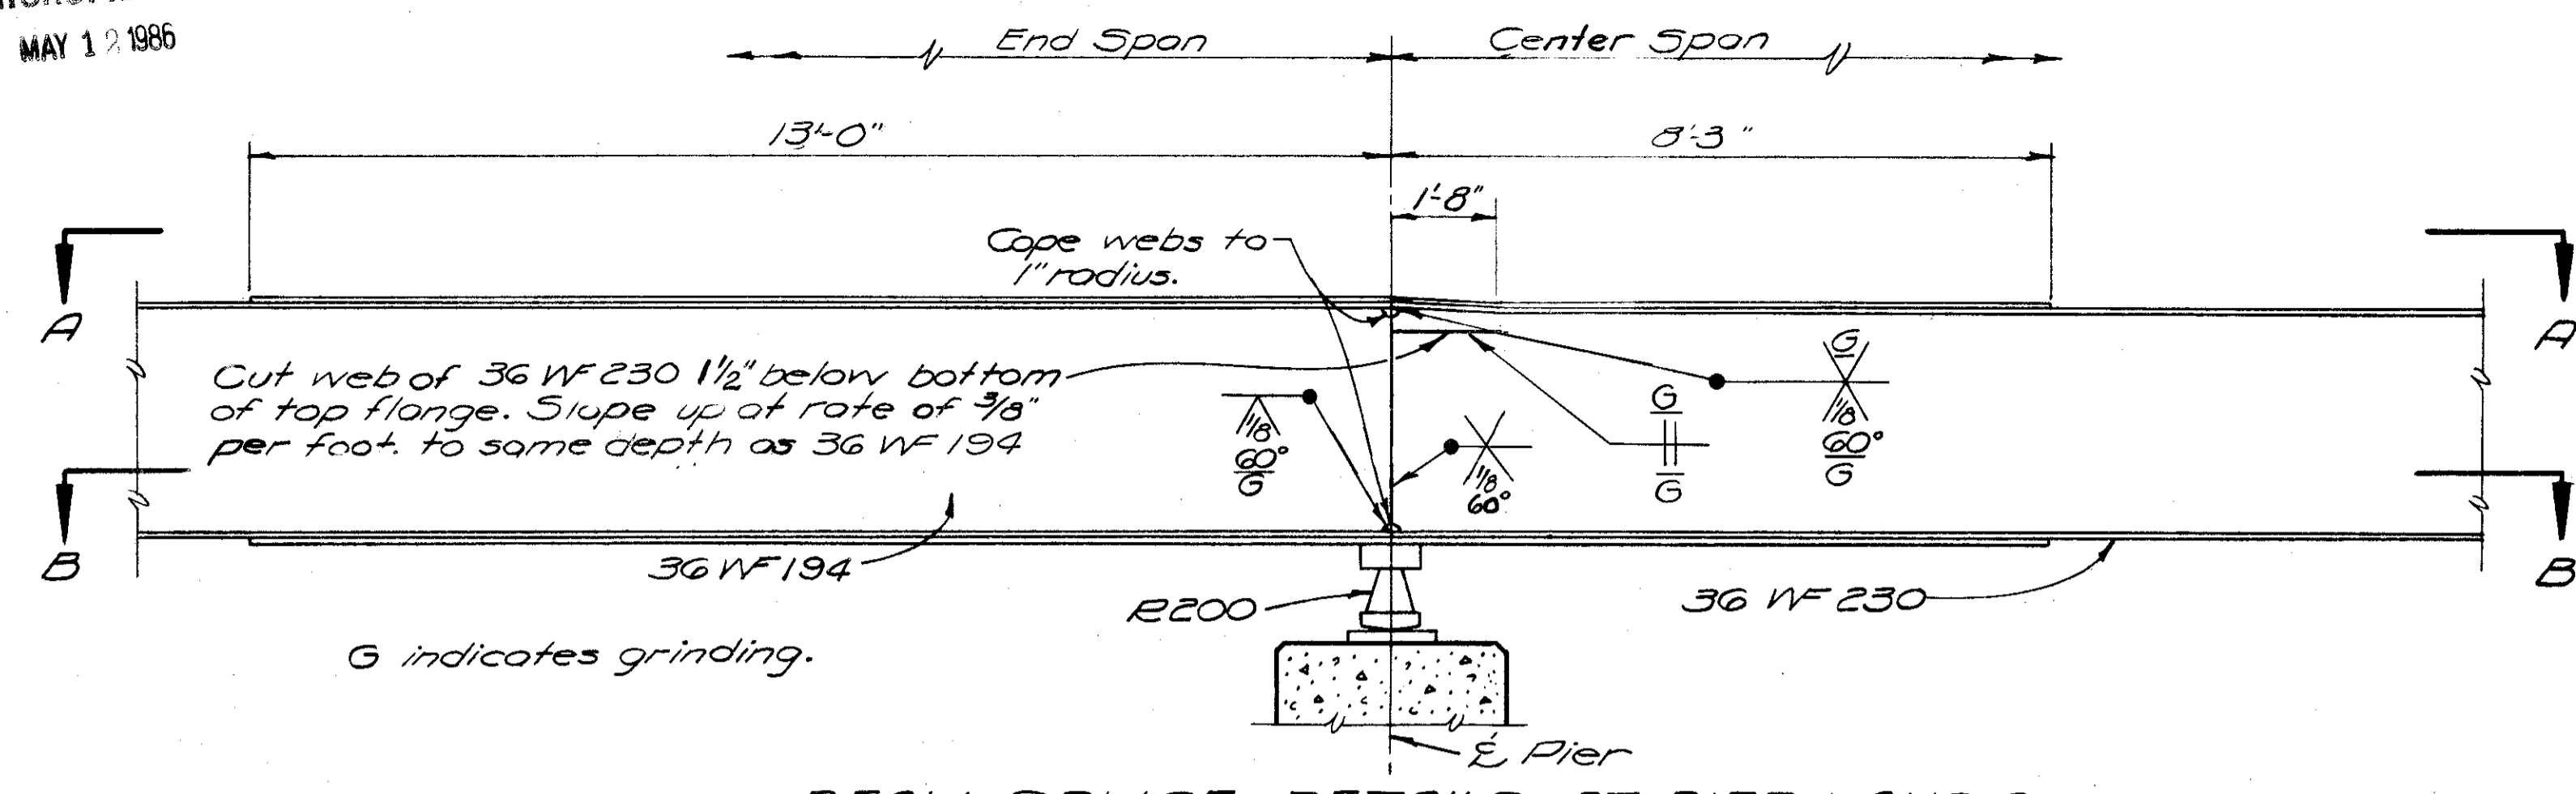 MAY 12 1986
End Span
Center Span
13'-0"
8'-3"
1'-8"
Cope webs to
1" radius.
A
A
Cut web of 36 WF 230 1½" below bottom
of top flange. Slope up at rate of 3/8"
per foot. to same depth as 36 WF 194
1/8
60°
G
1/8
60°
G
G
G
1/8
60°
G
B
B
36 WF 194
R200
36 WF 230
G indicates grinding.
℄ Pier